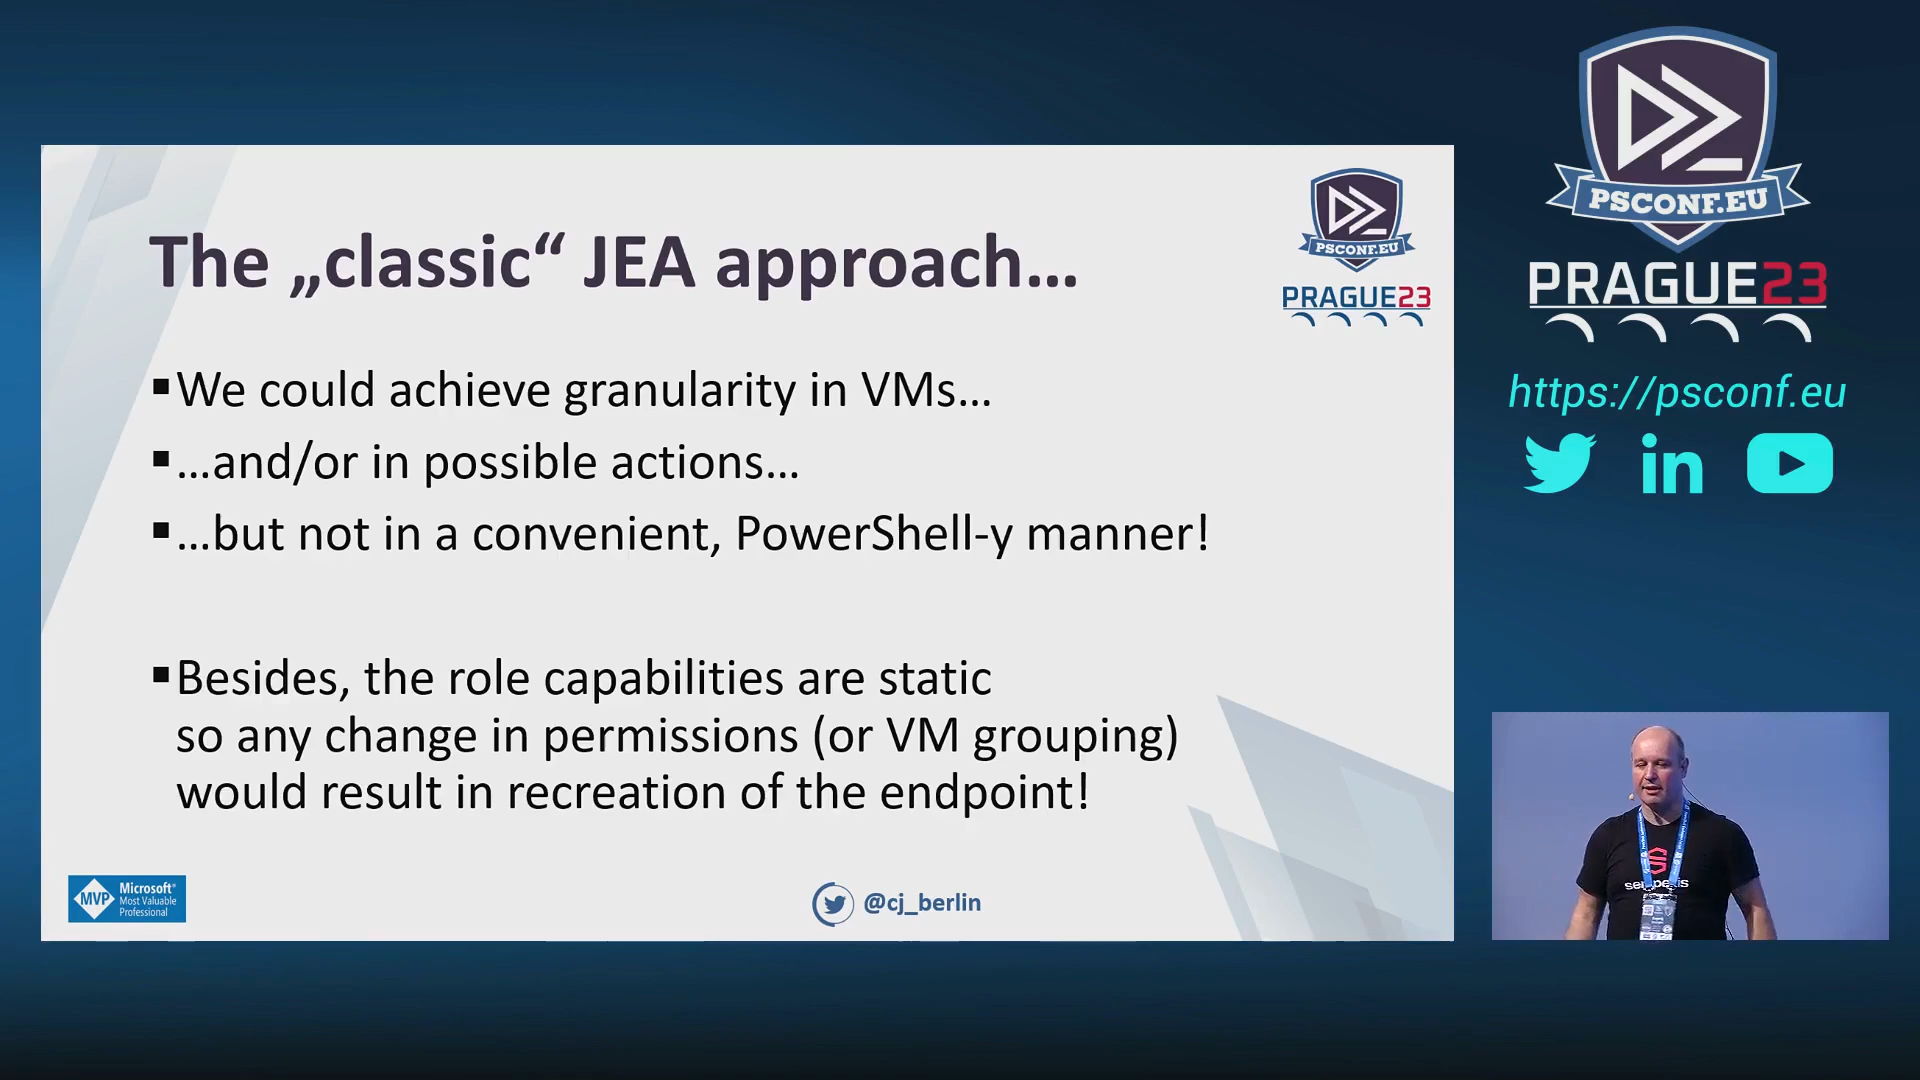 The „classic“ JEA approach...
PSCONF.EU
PRAGUE23
▪We could achieve granularity in VMs...
▪...and/or in possible actions...
▪...but not in a convenient, PowerShell-y manner!
▪Besides, the role capabilities are static
so any change in permissions (or VM grouping)
would result in recreation of the endpoint!
MVP
Microsoft®
Most Valuable
Professional
@cj_berlin
PSCONF.EU
PRAGUE23
https://psconf.eu
in
semperis